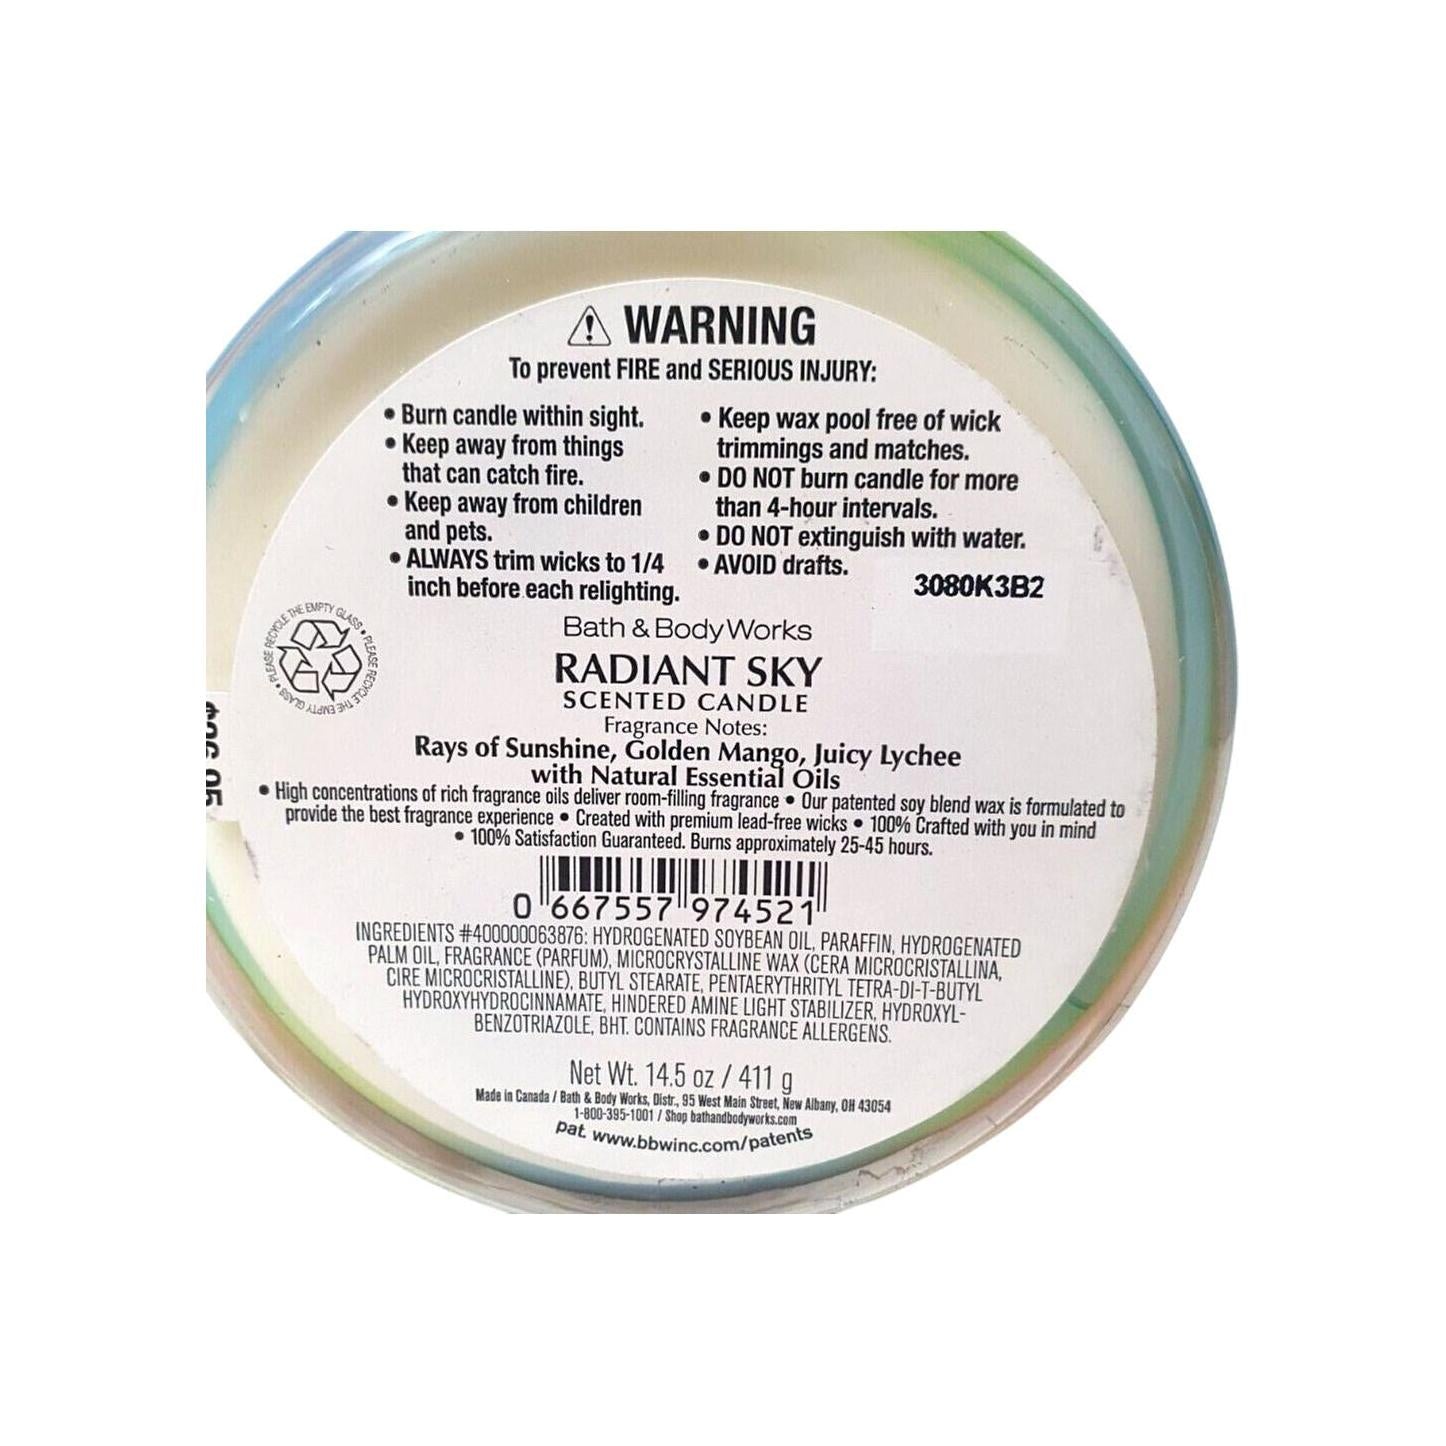 WARNING
To prevent FIRE and SERIOUS INJURY:
• Burn candle within sight.
• Keep away from things
that can catch fire.
• Keep away from children
and pets.
• ALWAYS trim wicks to 1/4
inch before each relighting.
• Keep wax pool free of wick
trimmings and matches.
• DO NOT burn candle for more
than 4-hour intervals.
• DO NOT extinguish with water.
• AVOID drafts.
3080K3B2
PLEASE RECYCLE THE EMPTY GLASS • PLEASE RECYCLE THE EMPTY GLASS •
Bath & Body Works
RADIANT SKY
SCENTED CANDLE
Fragrance Notes:
Rays of Sunshine, Golden Mango, Juicy Lychee
with Natural Essential Oils
• High concentrations of rich fragrance oils deliver room-filling fragrance • Our patented soy blend wax is formulated to
provide the best fragrance experience • Created with premium lead-free wicks • 100% Crafted with you in mind
• 100% Satisfaction Guaranteed. Burns approximately 25-45 hours.
0 667557 974521
INGREDIENTS #400000063876: HYDROGENATED SOYBEAN OIL, PARAFFIN, HYDROGENATED
PALM OIL, FRAGRANCE (PARFUM), MICROCRYSTALLINE WAX (CERA MICROCRISTALLINA,
CIRE MICROCRISTALLINE), BUTYL STEARATE, PENTAERYTHRITYL TETRA-DI-T-BUTYL
HYDROXYHYDROCINNAMATE, HINDERED AMINE LIGHT STABILIZER, HYDROXYL-
BENZOTRIAZOLE, BHT. CONTAINS FRAGRANCE ALLERGENS.
Net Wt. 14.5 oz / 411 g
Made in Canada / Bath & Body Works, Distr., 95 West Main Street, New Albany, OH 43054
1-800-395-1001 / Shop bathandbodyworks.com
pat. www.bbwinc.com/patents